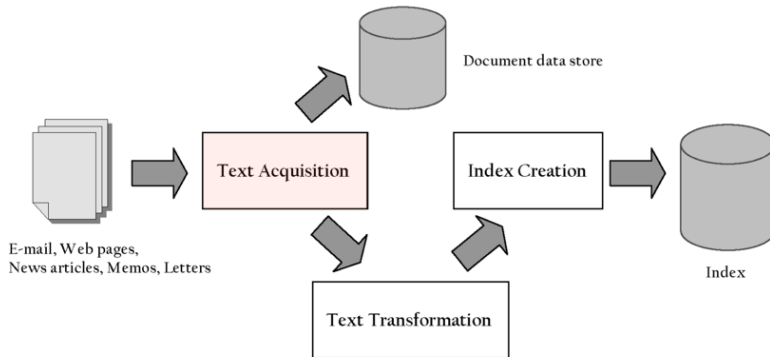 Document data store
Text Acquisition
Index Creation
E-mail, Web pages,
News articles, Memos, Letters
Index
Text Transformation